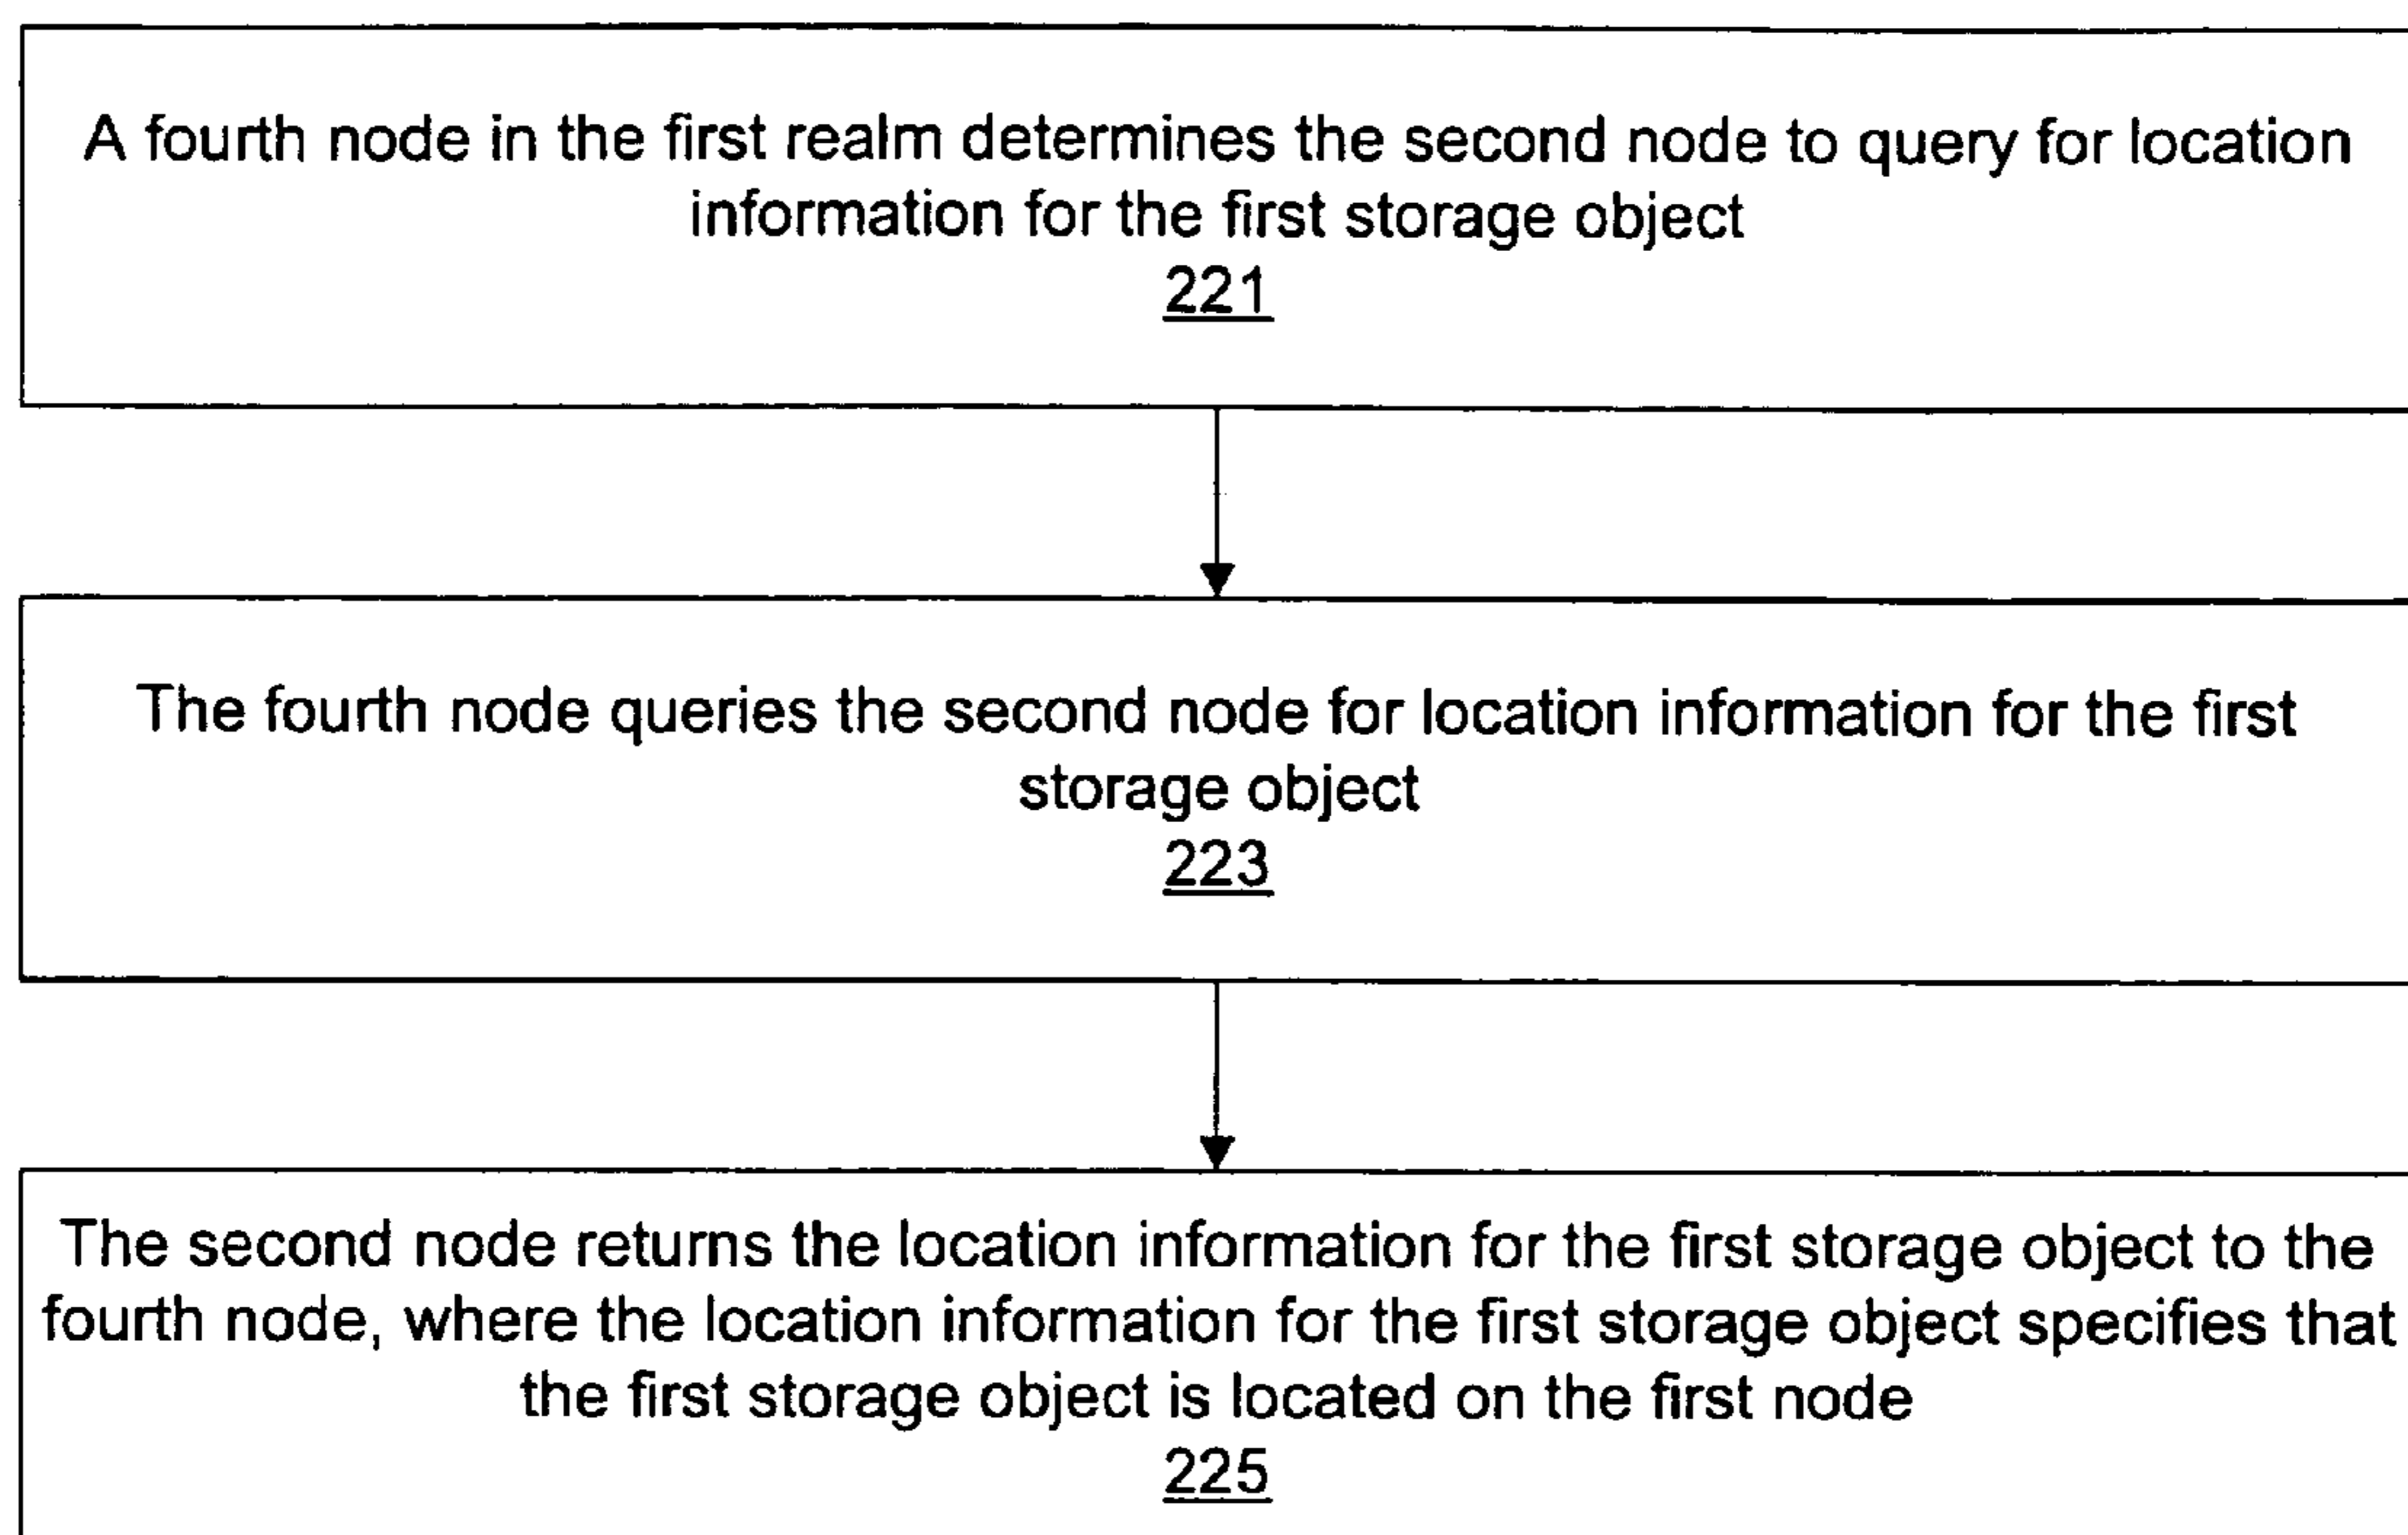 A fourth node in the first realm determines the second node to query for location
information for the first storage object
221
The fourth node queries the second node for location information for the first
storage object
223
The second node returns the location information for the first storage object to the
fourth node, where the location information for the first storage object specifies that
the first storage object is located on the first node
225